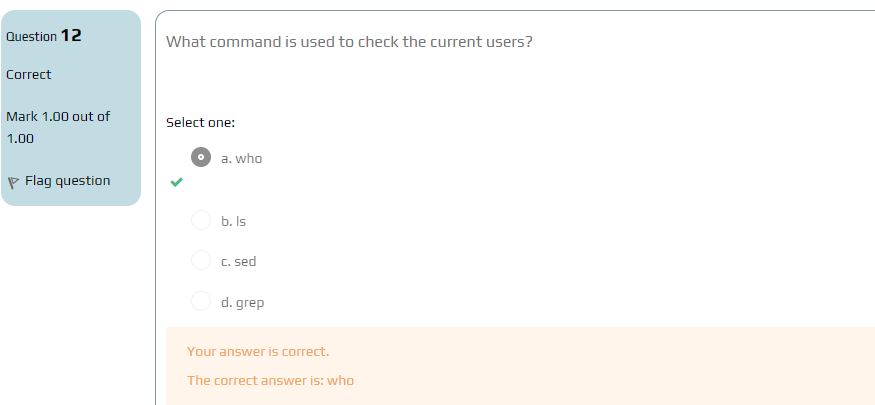 Question 12
Correct
Mark 1.00 out of
1.00
Flag question
What command is used to check the current users?
Select one:
a. who
b. ls
c. sed
d. grep
Your answer is correct.
The correct answer is: who